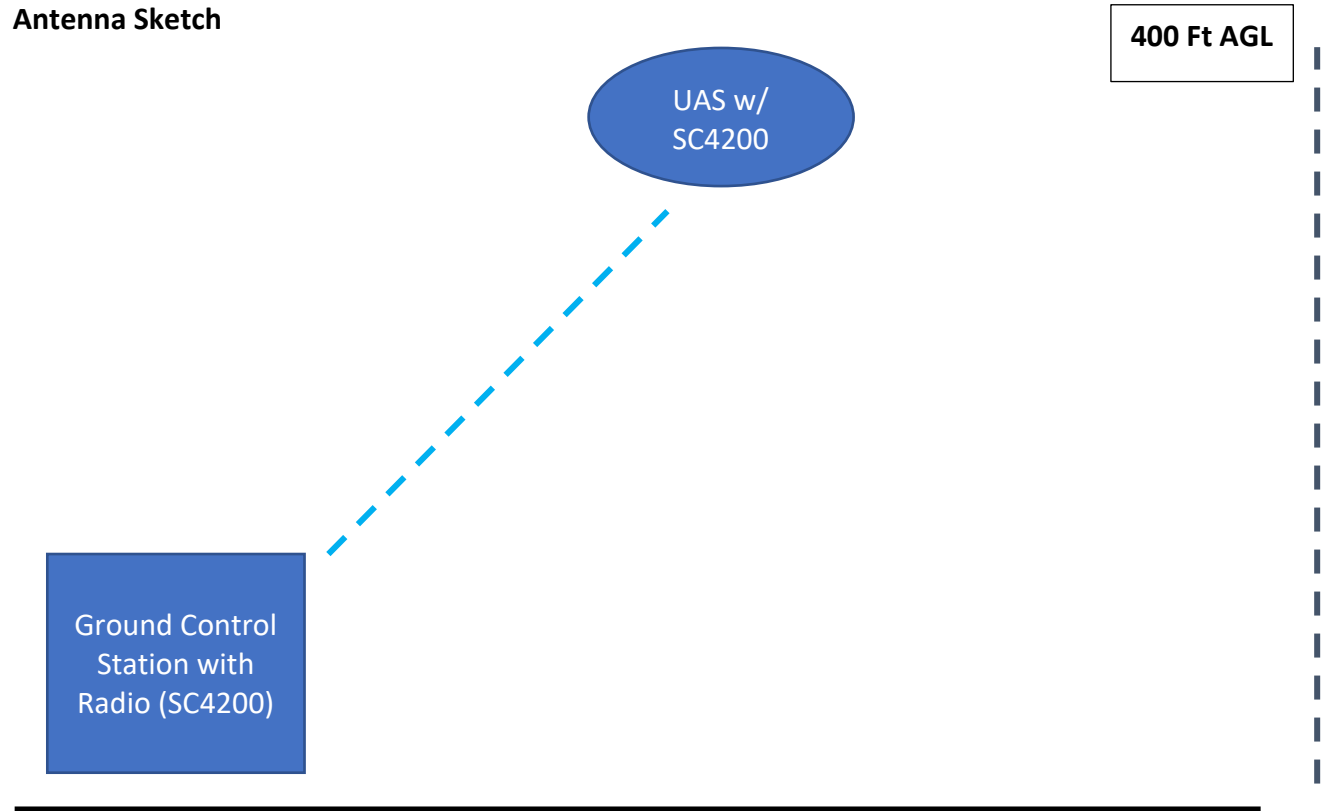 Antenna Sketch
400 Ft AGL
UAS w/
SC4200
Ground Control
Station with
Radio (SC4200)